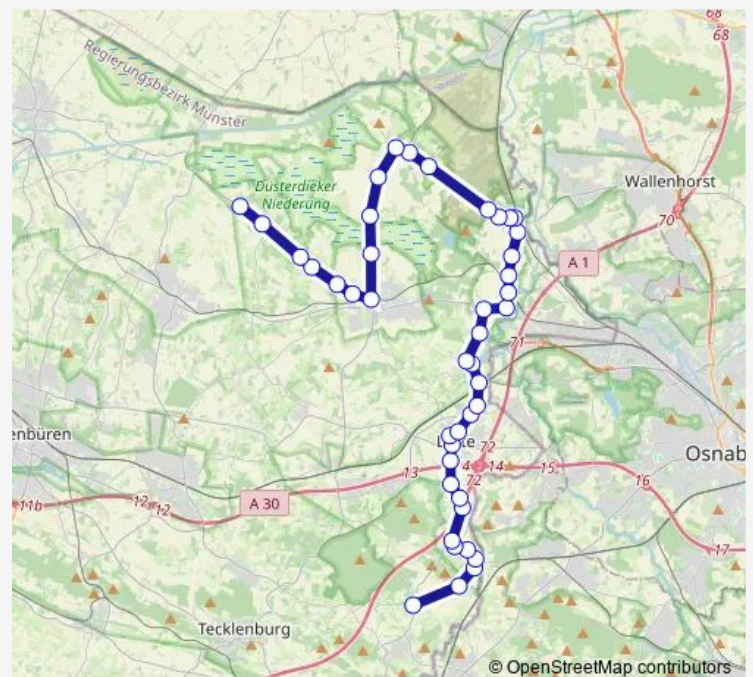 68
68
Regierungsbezirk Münster
Düsterdieker
Niederung
Wallenhorst
70
A 1
71
enbüren
72
4
14
13
15
Osnab
72
16
11b
12
12
A 30
17
Tecklenburg
© OpenStreetMap contributors